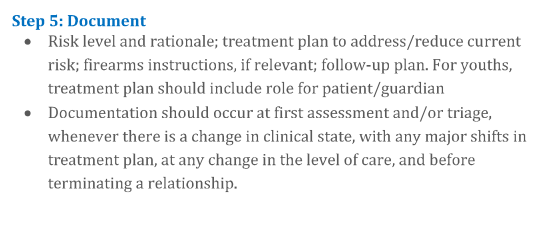 Step 5: Document
• Risk level and rationale; treatment plan to address/reduce current
risk; firearms instructions, if relevant; follow-up plan. For youths,
treatment plan should include role for patient/guardian
• Documentation should occur at first assessment and/or triage,
whenever there is a change in clinical state, with any major shifts in
treatment plan, at any change in the level of care, and before
terminating a relationship.